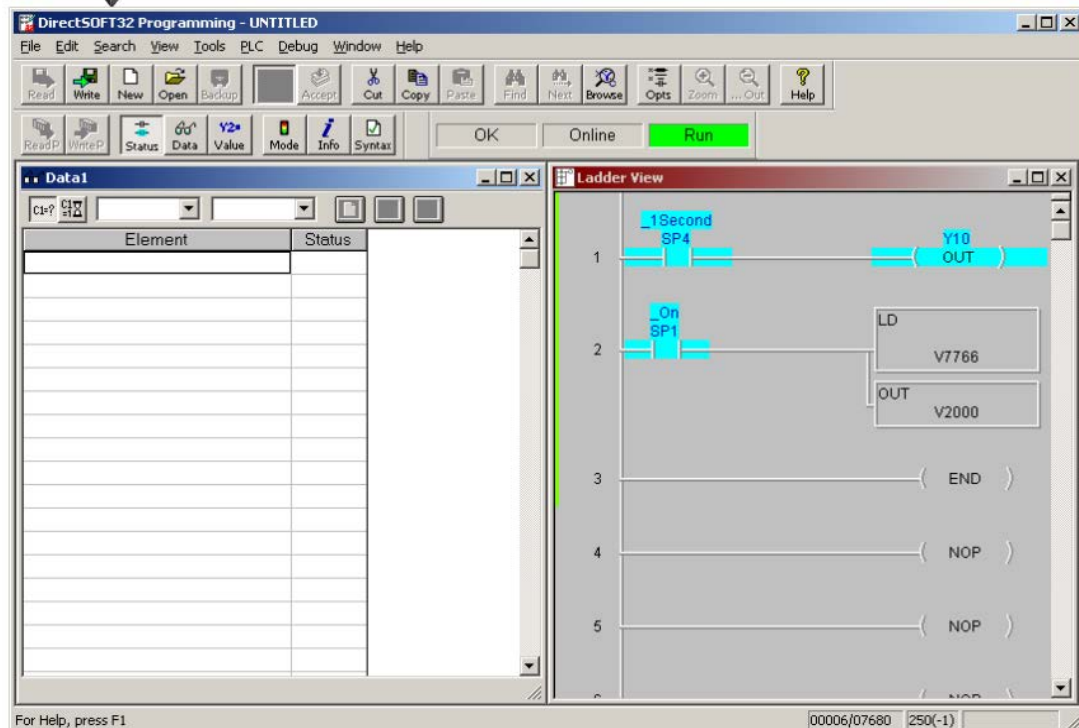 DirectSOFT32 Programming - UNTITLED
File Edit Search View Tools PLC Debug Window Help
Read Write New Open Backup Accept Cut Copy Paste Find Next Browse Opts Zoom ... Out Help
ReadP WriteP Status Data Value Mode Info Syntax OK Online Run
Data1
Element Status
Ladder View
_1Second
SP4
Y10
1
OUT
_On
SP1
LD
2
V7766
OUT
V2000
3
END
4
NOP
5
NOP
For Help, press F1
00006/07680 250(-1)